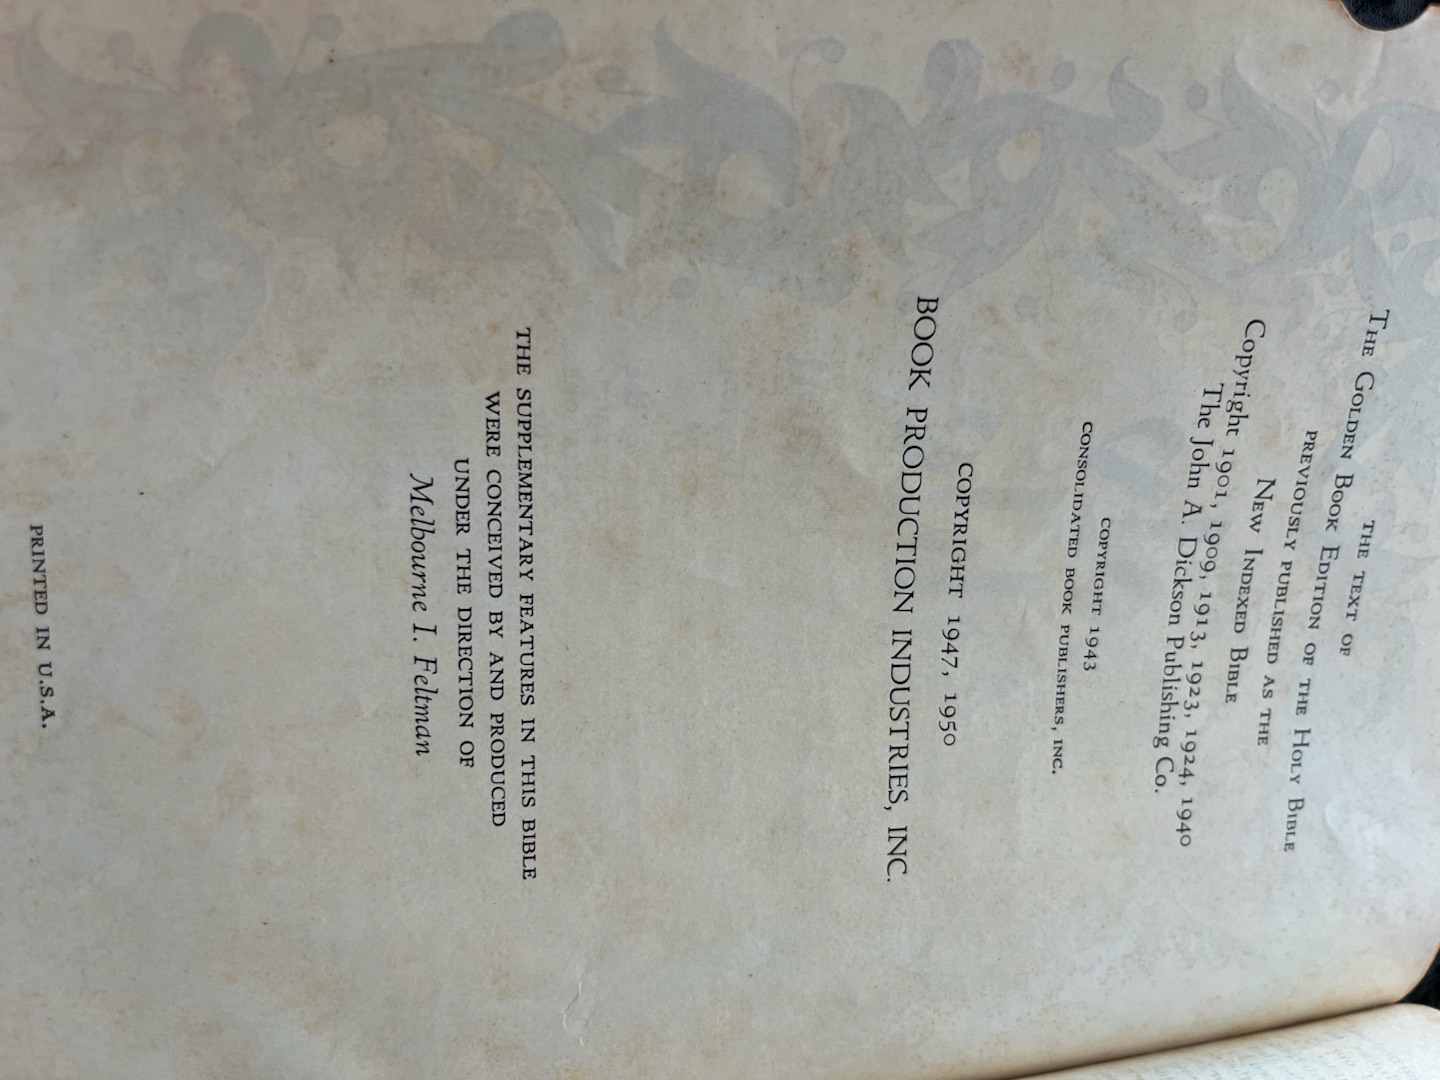 THE TEXT OF
THE GOLDEN BOOK EDITION OF THE HOLY BIBLE
PREVIOUSLY PUBLISHED AS THE
NEW INDEXED BIBLE
Copyright 1901, 1909, 1913, 1923, 1924, 1940
The John A. Dickson Publishing Co.
COPYRIGHT 1943
CONSOLIDATED BOOK PUBLISHERS, INC.
COPYRIGHT 1947, 1950
BOOK PRODUCTION INDUSTRIES, INC.
THE SUPPLEMENTARY FEATURES IN THIS BIBLE
WERE CONCEIVED BY AND PRODUCED
UNDER THE DIRECTION OF
Melbourne I. Feltman
PRINTED IN U.S.A.